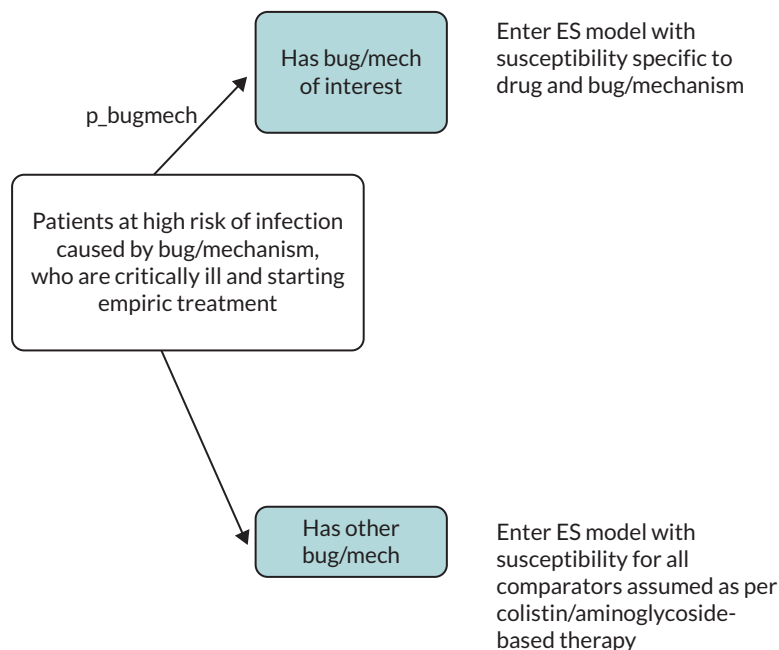 Has bug/mech
of interest
Enter ES model with
susceptibility specific to
drug and bug/mechanism
p_bugmech
Patients at high risk of infection
caused by bug/mechanism,
who are critically ill and starting
empiric treatment
Has other
bug/mech
Enter ES model with
susceptibility for all
comparators assumed as per
colistin/aminoglycoside-
based therapy